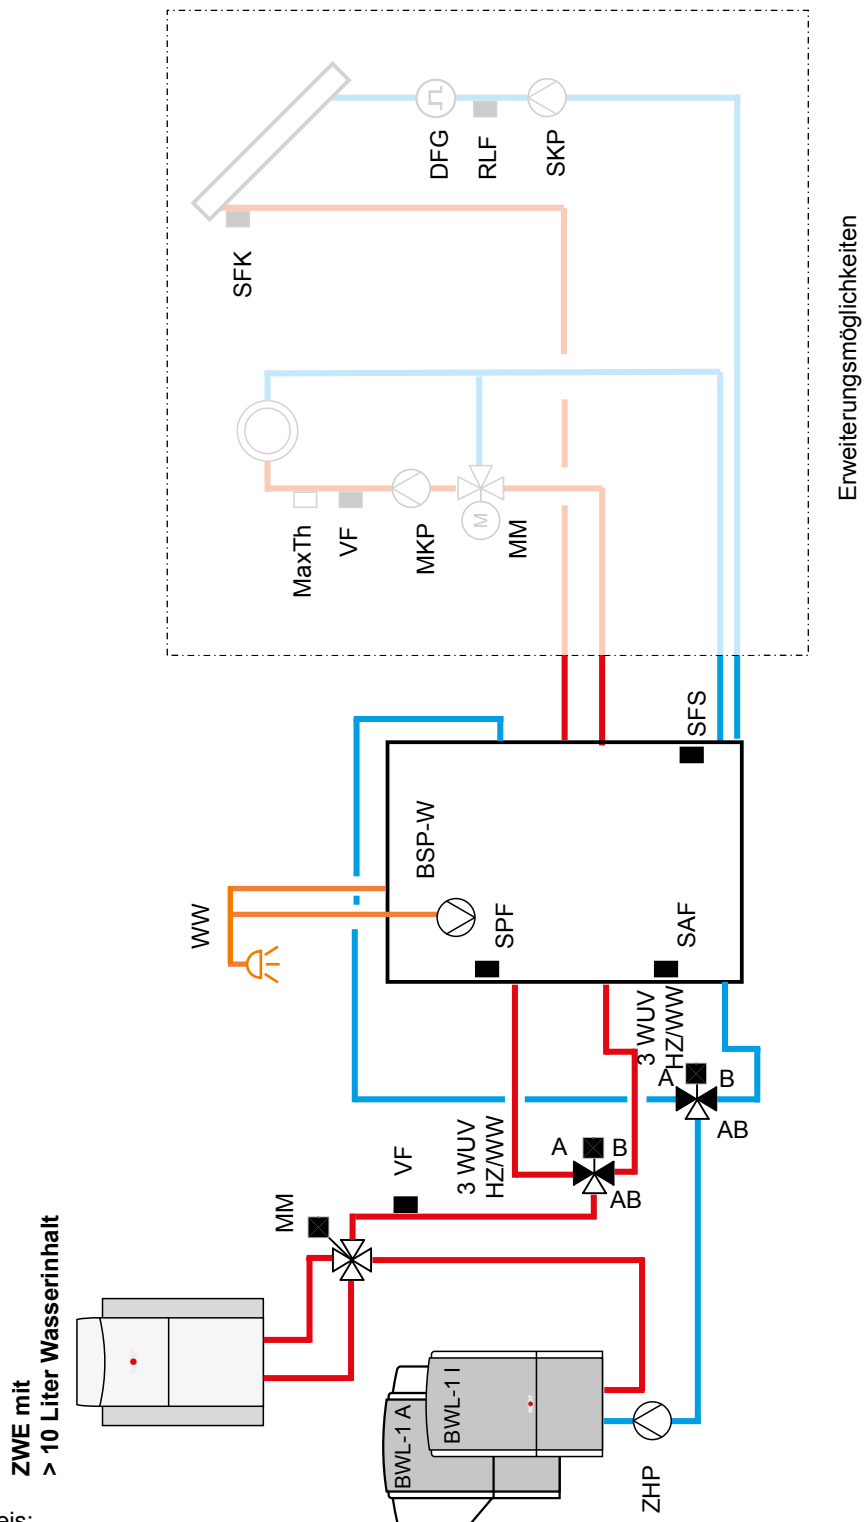 eis:
ZWE mit
> 10 Liter Wasserinhalt
WW
SFK
MM
MaxTh
VF
VF
BWL-1 A
BWL-1 I
BSP-W
MKP
DFG
3 WUV
HZ/WW
M
RLF
SPF
MM
SKP
A
B
AB
ZHP
3 WUV
HZ/WW
SAF
SFS
A
B
AB
Erweiterungsmöglichkeiten